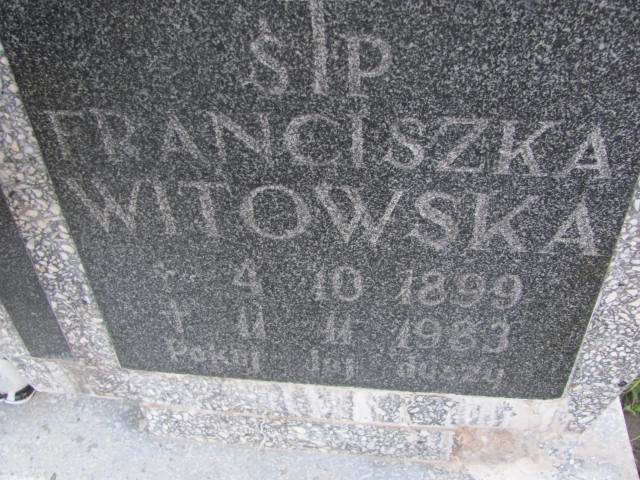 ŚP
FRANCISZKA
WITOWSKA
* 4 10 1899
† 11 11 1983
Pokój jej duszy